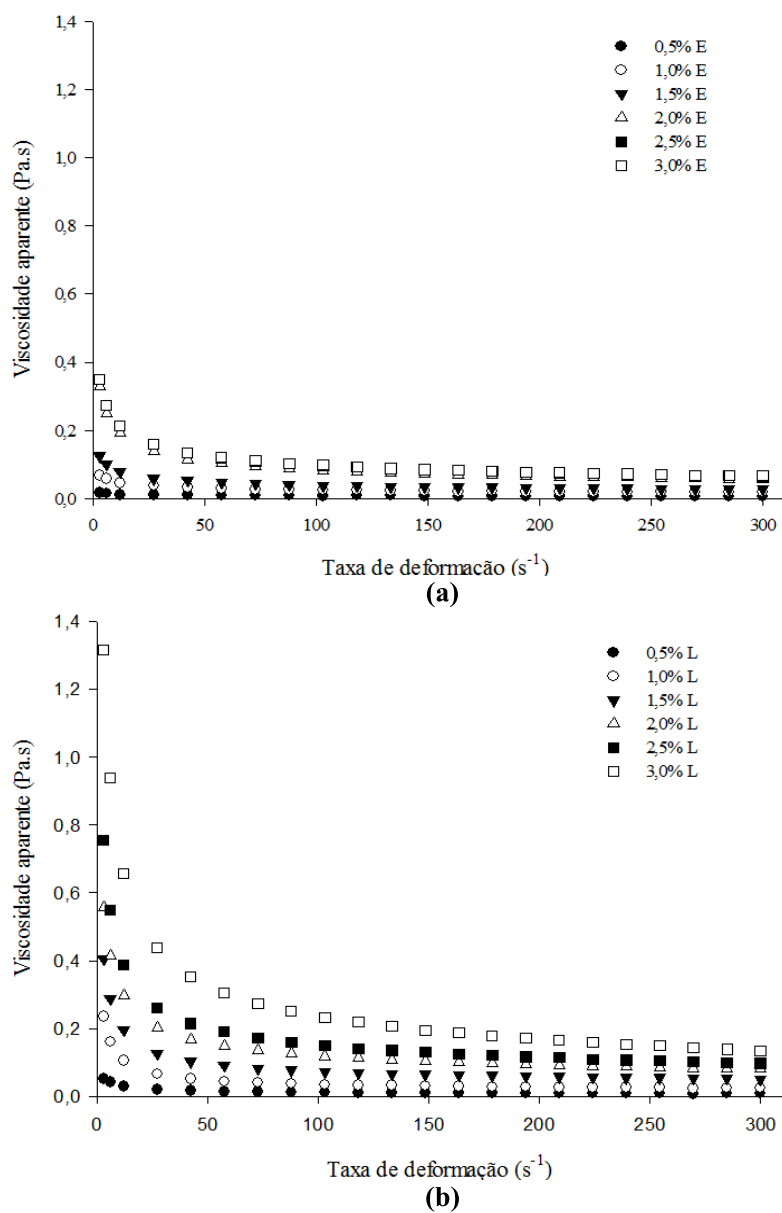 1,4
1,2
1,0
0,8
0,6
0,4
0,2
0,0
Viscosidade aparente (Pa.s)
0,5% E
1,0% E
1,5% E
2,0% E
2,5% E
3,0% E
0 50 100 150 200 250 300
Taxa de deformação (s⁻¹)
(a)
1,4
1,2
1,0
0,8
0,6
0,4
0,2
0,0
Viscosidade aparente (Pa.s)
0,5% L
1,0% L
1,5% L
2,0% L
2,5% L
3,0% L
0 50 100 150 200 250 300
Taxa de deformação (s⁻¹)
(b)